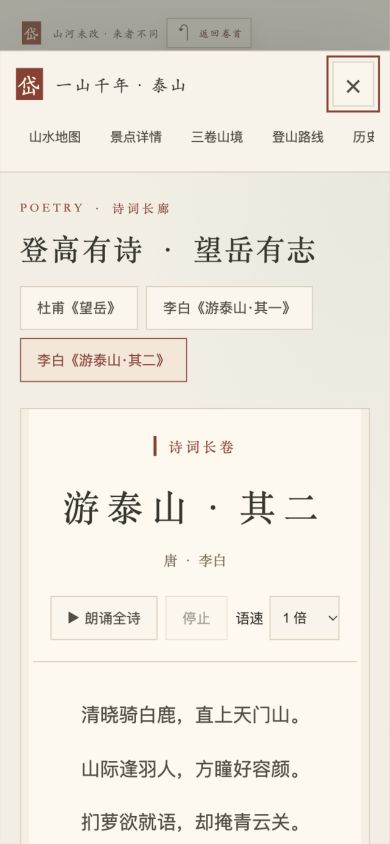 岱 山河未改 · 来者不同 返回卷首
岱 一山千年 · 泰山 ×
山水地图 景点详情 三卷山境 登山路线 历史
POETRY · 诗词长廊
登高有诗 · 望岳有志
杜甫《望岳》 李白《游泰山·其一》
李白《游泰山·其二》
诗词长卷
游泰山 · 其二
唐 · 李白
▶ 朗诵全诗 停止 语速 1 倍
清晓骑白鹿，直上天门山。
山际逢羽人，方瞳好容颜。
扪萝欲就语，却掩青云关。